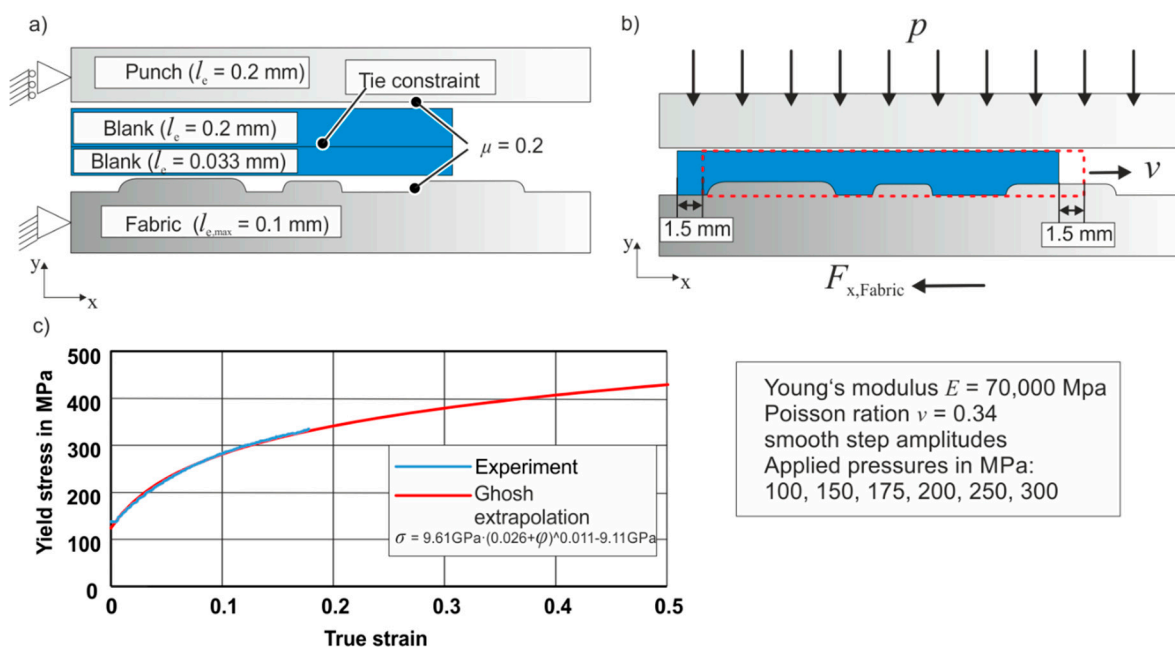 a)
Punch (lₑ = 0.2 mm)
Tie constraint
Blank (lₑ = 0.2 mm)
Blank (lₑ = 0.033 mm)
μ = 0.2
Fabric (lₑ,max = 0.1 mm)
y
x
b)
p
v
1.5 mm
1.5 mm
y
x
Fx,Fabric
c)
500
400
300
200
100
0
Yield stress in MPa
0
0.1
0.2
0.3
0.4
0.5
True strain
Experiment
Ghosh
extrapolation
σ = 9.61GPa·(0.026+φ)^0.011-9.11GPa
Young's modulus E = 70,000 Mpa
Poisson ration ν = 0.34
smooth step amplitudes
Applied pressures in MPa:
100, 150, 175, 200, 250, 300